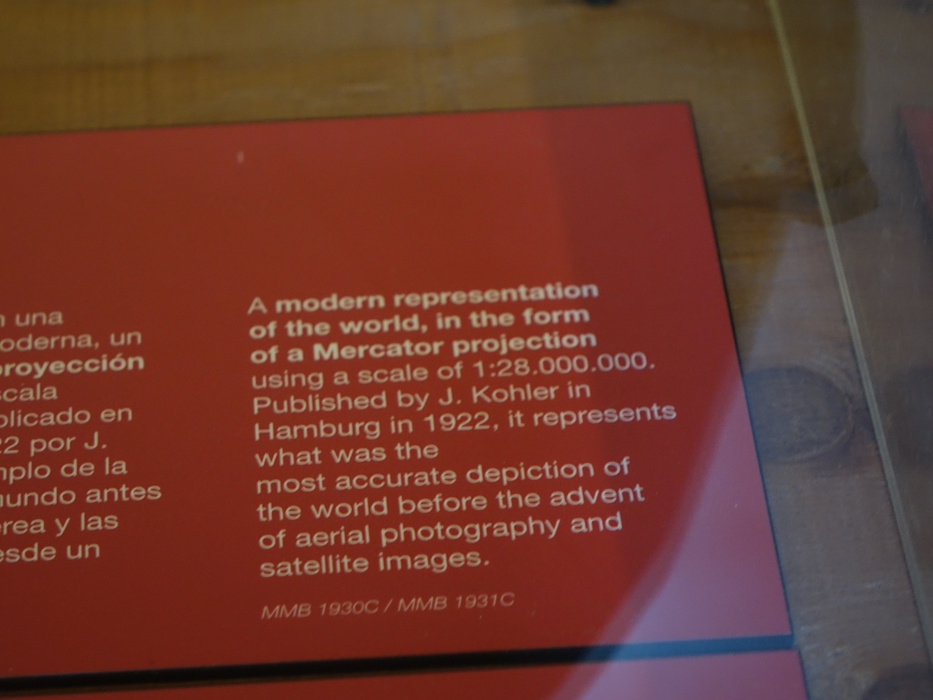 una
oderna, un
proyección
scala
blicado en
22 por J.
mplo de la
mundo antes
rea y las
esde un
A modern representation
of the world, in the form
of a Mercator projection
using a scale of 1:28.000.000.
Published by J. Kohler in
Hamburg in 1922, it represents
what was the
most accurate depiction of
the world before the advent
of aerial photography and
satellite images.
MMB 1930C / MMB 1931C